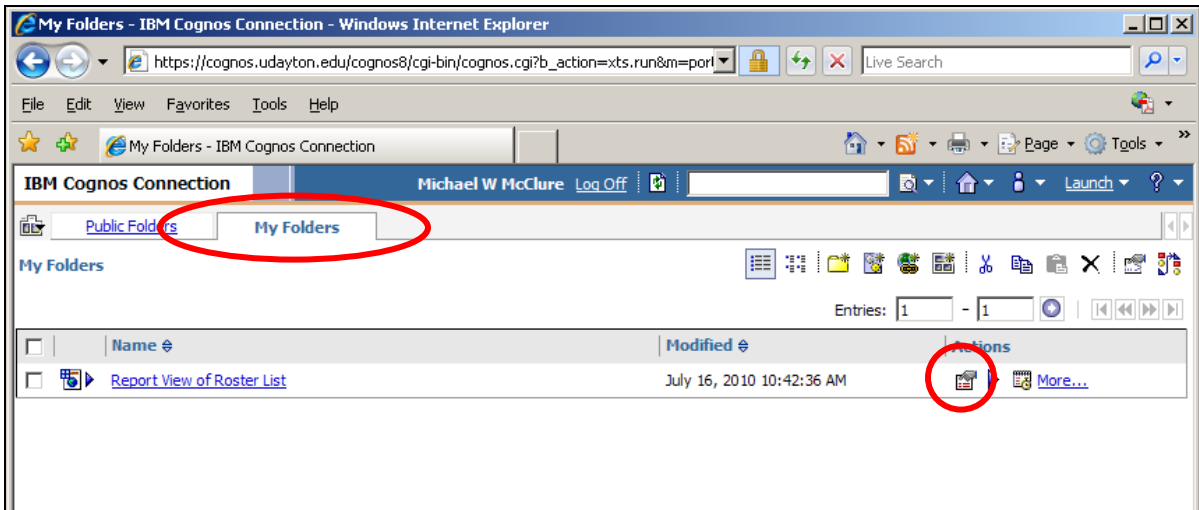 My Folders - IBM Cognos Connection - Windows Internet Explorer
https://cognos.udayton.edu/cognos8/cgi-bin/cognos.cgi?b_action=xts.run&m=porl Live Search
File Edit View Favorites Tools Help
My Folders - IBM Cognos Connection Page Tools »
IBM Cognos Connection Michael W McClure Log Off Launch ?
Public Folders My Folders
My Folders
Entries: 1 - 1
Name Modified Actions
Report View of Roster List July 16, 2010 10:42:36 AM More...